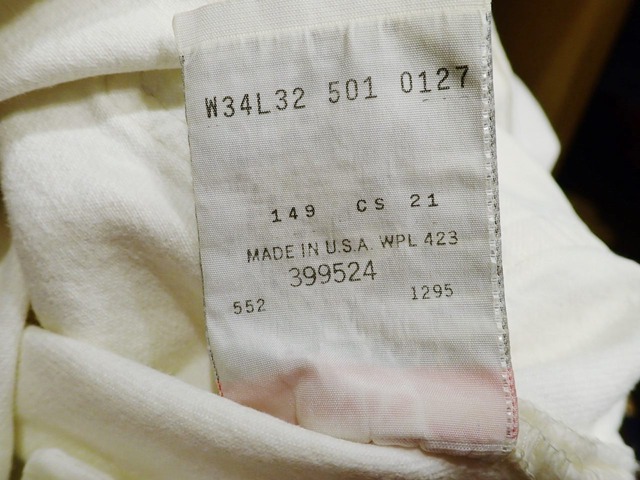 W34L32 501 0127
149 CS 21
MADE IN U.S.A. WPL 423
399524
552 1295